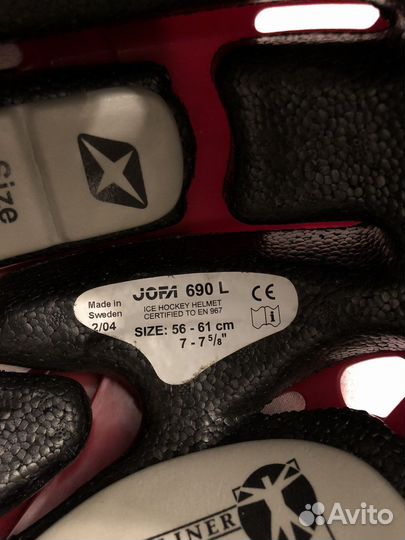 Size
JOFA 690 L
ICE HOCKEY HELMET
CERTIFIED TO EN 967
Made in
Sweden
2/04
SIZE: 56 - 61 cm
7 - 7 5/8"
CE
i
LINER
Avito